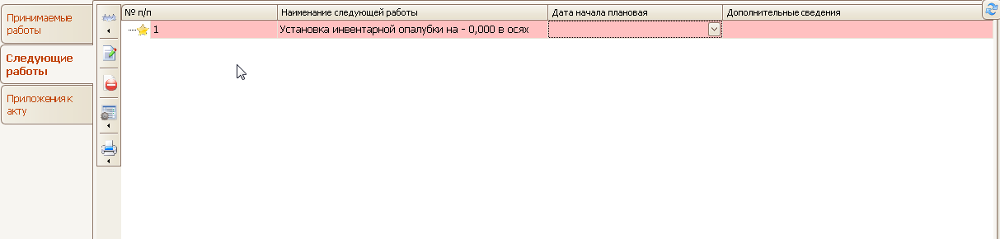 Принимаемые
работы
Следующие
работы
Приложения к
акту
№ п/п Наименание следующей работы Дата начала плановая Дополнительные сведения
1 Установка инвентарной опалубки на - 0,000 в осях